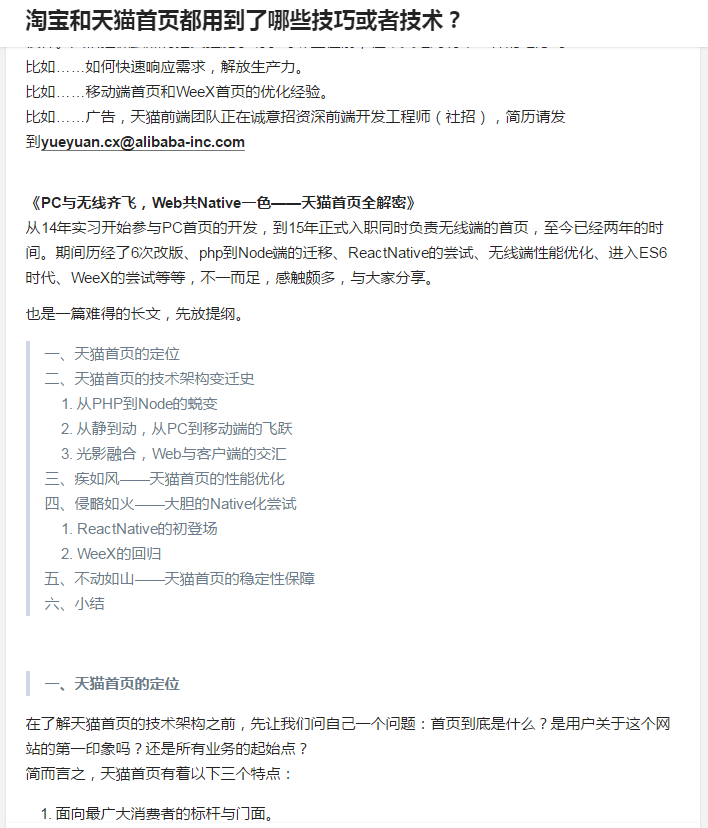 淘宝和天猫首页都用到了哪些技巧或者技术？
比如……如何快速响应需求，解放生产力。
比如……移动端首页和WeeX首页的优化经验。
比如……广告，天猫前端团队正在诚意招资深前端开发工程师（社招），简历请发
到yueyuan.cx@alibaba-inc.com
《PC与无线齐飞，Web共Native一色——天猫首页全解密》
从14年实习开始参与PC首页的开发，到15年正式入职同时负责无线端的首页，至今已经两年的时
间。期间历经了6次改版、php到Node端的迁移、ReactNative的尝试、无线端性能优化、进入ES6
时代、WeeX的尝试等等，不一而足，感触颇多，与大家分享。
也是一篇难得的长文，先放提纲。
一、天猫首页的定位
二、天猫首页的技术架构变迁史
1. 从PHP到Node的蜕变
2. 从静到动，从PC到移动端的飞跃
3. 光影融合，Web与客户端的交汇
三、疾如风——天猫首页的性能优化
四、侵略如火——大胆的Native化尝试
1. ReactNative的初登场
2. WeeX的回归
五、不动如山——天猫首页的稳定性保障
六、小结
一、天猫首页的定位
在了解天猫首页的技术架构之前，先让我们问自己一个问题：首页到底是什么？是用户关于这个网
站的第一印象吗？还是所有业务的起始点？
简而言之，天猫首页有着以下三个特点：
1. 面向最广大消费者的标杆与门面。